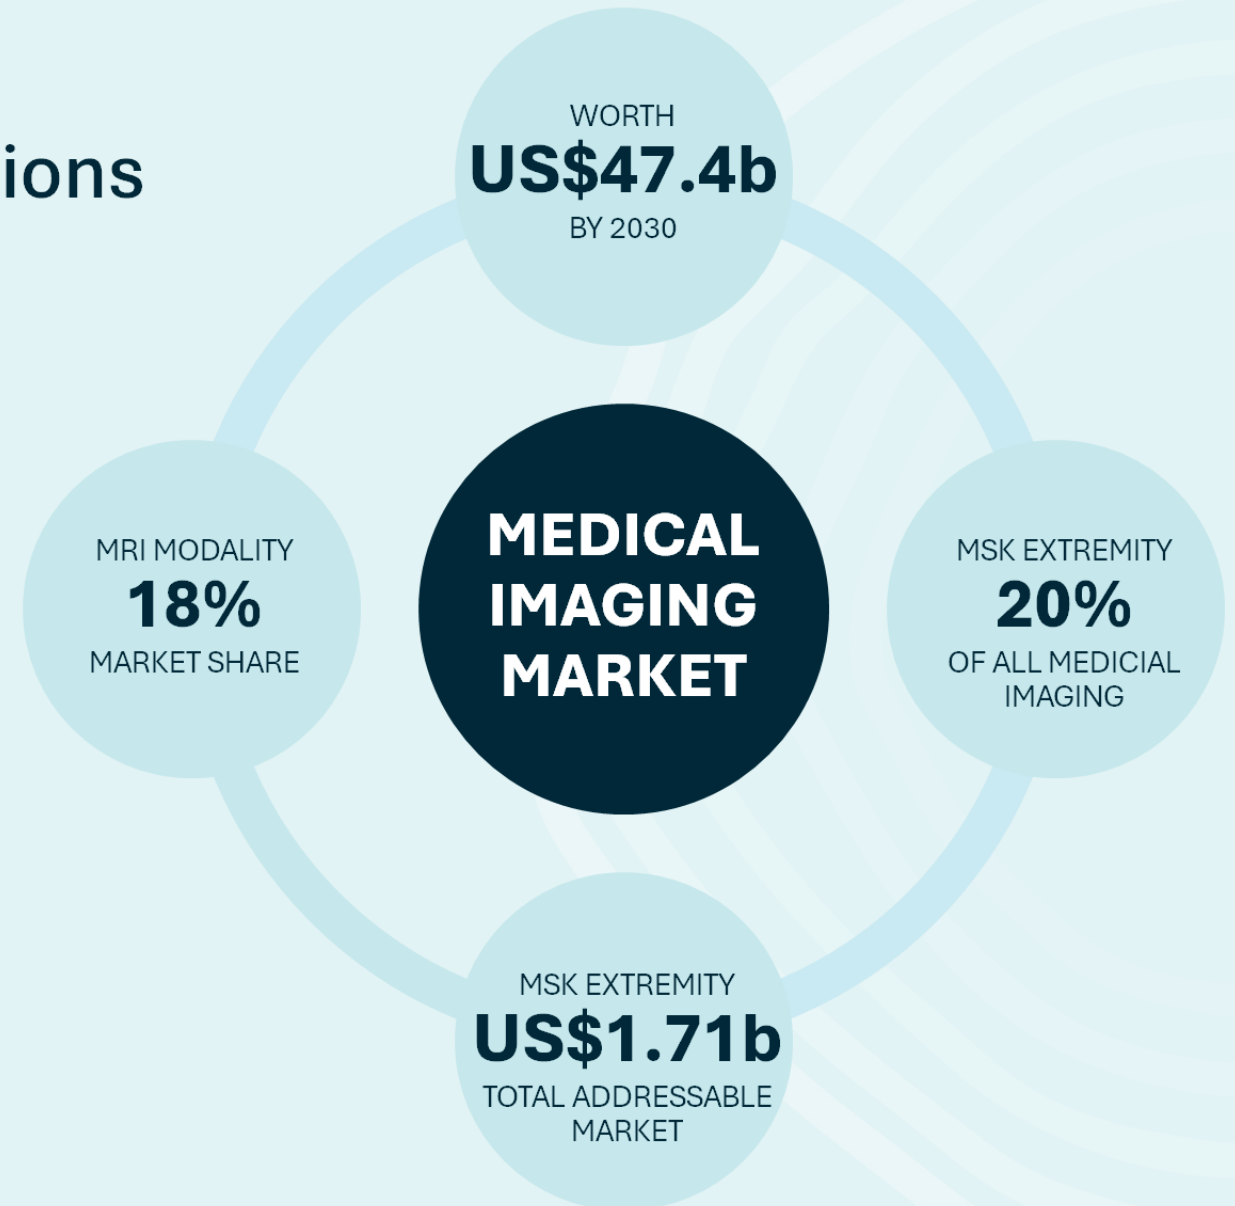 ions
WORTH
US$47.4b
BY 2030
MRI MODALITY
18%
MARKET SHARE
MEDICAL
IMAGING
MARKET
MSK EXTREMITY
20%
OF ALL MEDICIAL
IMAGING
MSK EXTREMITY
US$1.71b
TOTAL ADDRESSABLE
MARKET